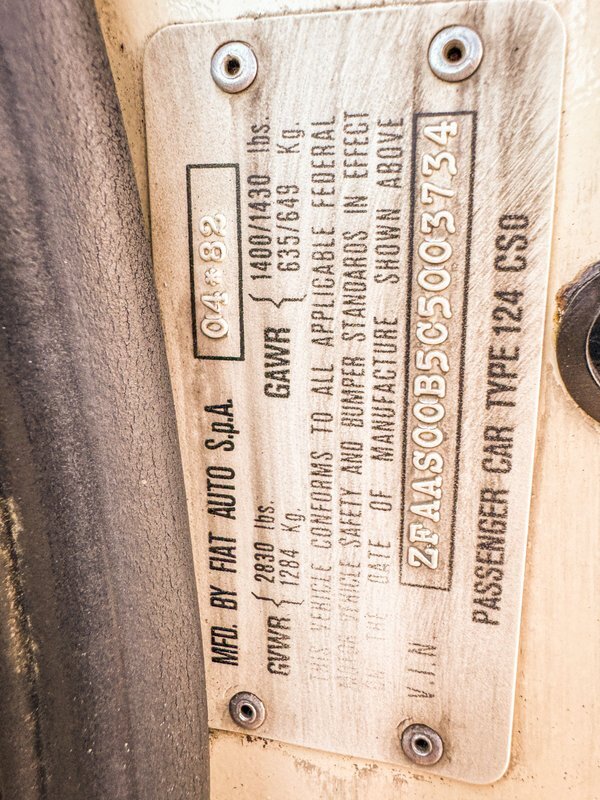 MFD. BY FIAT AUTO S.p.A. 04*82
GVWR { 2830 lbs. GAWR { 1400/1430 lbs.
1284 Kg. 635/649 Kg.
THIS VEHICLE CONFORMS TO ALL APPLICABLE FEDERAL
MOTOR VEHICLE SAFETY AND BUMPER STANDARDS IN EFFECT
ON THE DATE OF MANUFACTURE SHOWN ABOVE
V.I.N. ZFAAS00B5C5003734
PASSENGER CAR TYPE 124 CSO